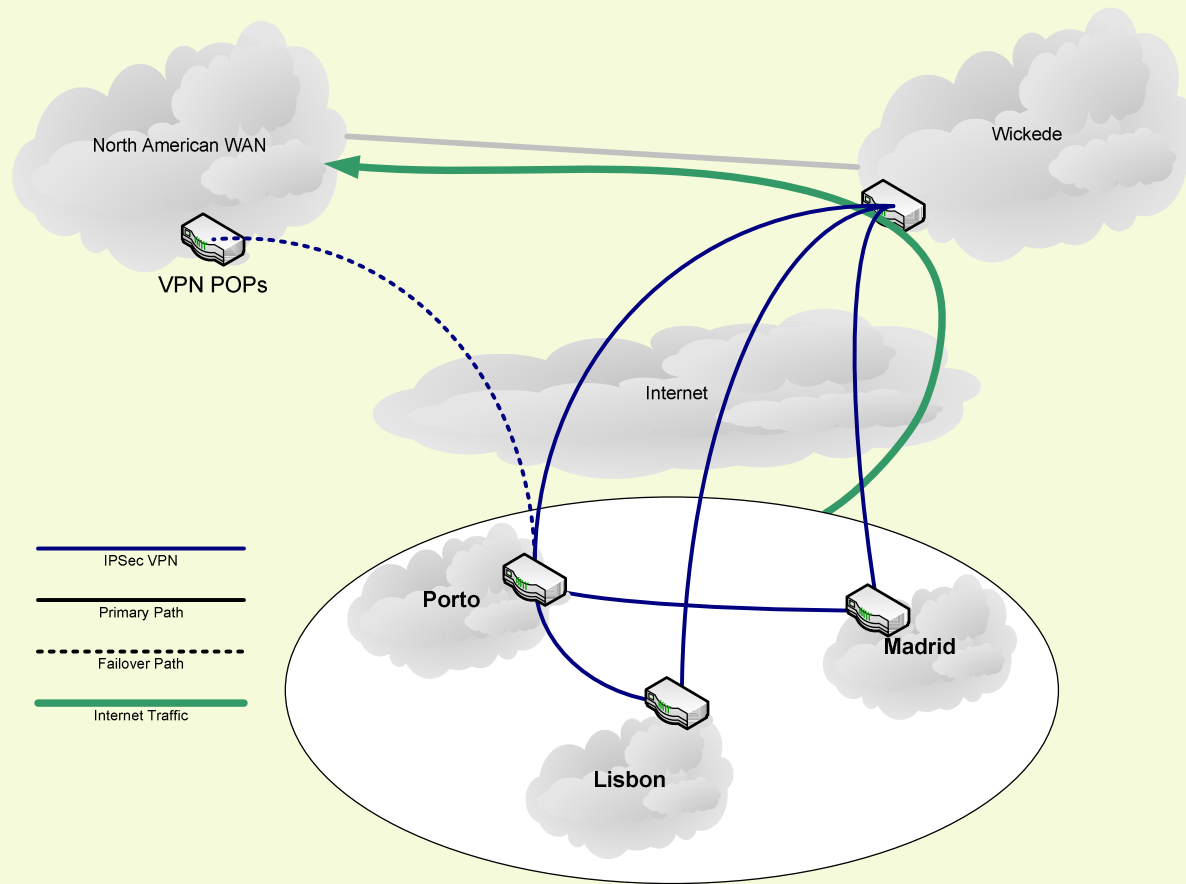 North American WAN
Wickede
VPN POPs
Internet
IPSec VPN
Primary Path
Failover Path
Internet Traffic
Porto
Madrid
Lisbon